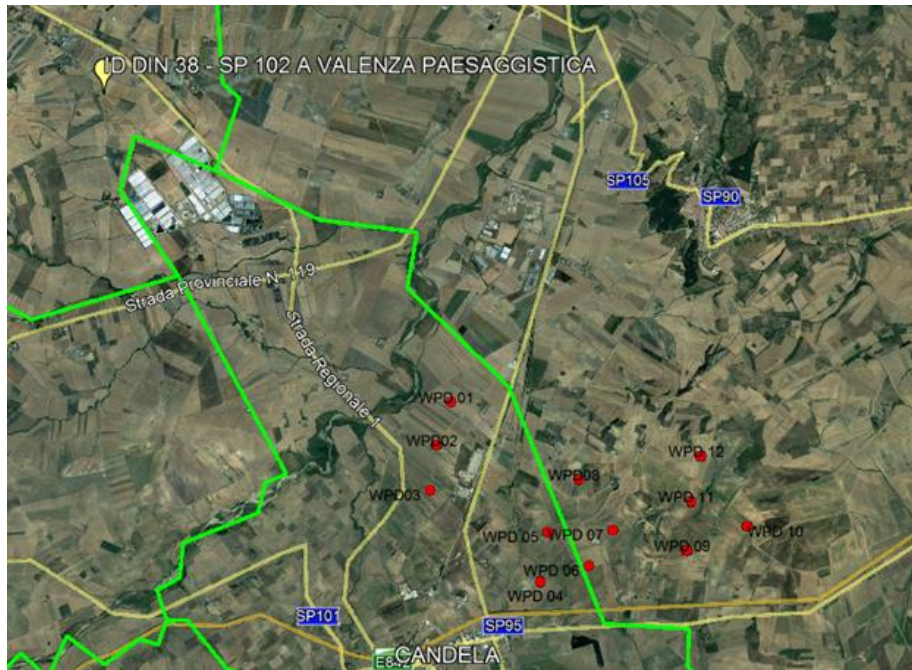 ID DIN 38 - SP 102 A VALENZA PAESAGGISTICA
SP105
SP90
Strada Provinciale N. 119
Strada Regionale 1
WPD 01
WPD02
WPD03
WPD08
WPD 12
WPD 11
WPD 05
WPD 07
WPD 10
WPD 09
WPD 06
WPD 04
SP101
SP95
CANDELA